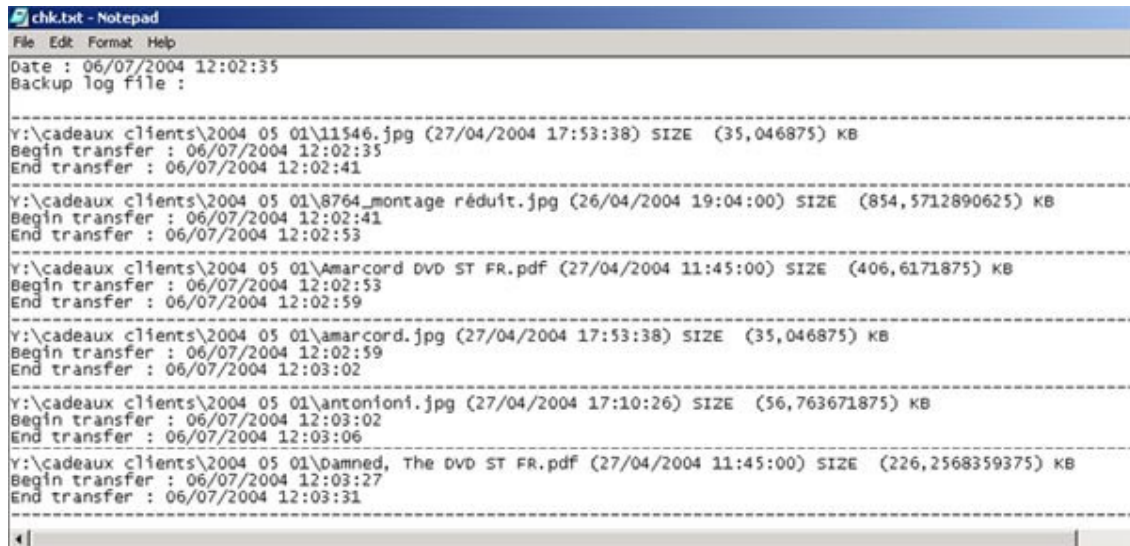 chk.txt - Notepad
File Edit Format Help
Date : 06/07/2004 12:02:35
Backup log file :
Y:\cadeaux clients\2004 05 01\11546.jpg (27/04/2004 17:53:38) SIZE (35,046875) KB
Begin transfer : 06/07/2004 12:02:35
End transfer : 06/07/2004 12:02:41
Y:\cadeaux clients\2004 05 01\8764_montage réduit.jpg (26/04/2004 19:04:00) SIZE (854,5712890625) KB
Begin transfer : 06/07/2004 12:02:41
End transfer : 06/07/2004 12:02:53
Y:\cadeaux clients\2004 05 01\Amarcord DVD ST FR.pdf (27/04/2004 11:45:00) SIZE (406,6171875) KB
Begin transfer : 06/07/2004 12:02:53
End transfer : 06/07/2004 12:02:59
Y:\cadeaux clients\2004 05 01\amarcord.jpg (27/04/2004 17:53:38) SIZE (35,046875) KB
Begin transfer : 06/07/2004 12:02:59
End transfer : 06/07/2004 12:03:02
Y:\cadeaux clients\2004 05 01\antonioni.jpg (27/04/2004 17:10:26) SIZE (56,763671875) KB
Begin transfer : 06/07/2004 12:03:02
End transfer : 06/07/2004 12:03:06
Y:\cadeaux clients\2004 05 01\Damned, The DVD ST FR.pdf (27/04/2004 11:45:00) SIZE (226,2568359375) KB
Begin transfer : 06/07/2004 12:03:27
End transfer : 06/07/2004 12:03:31